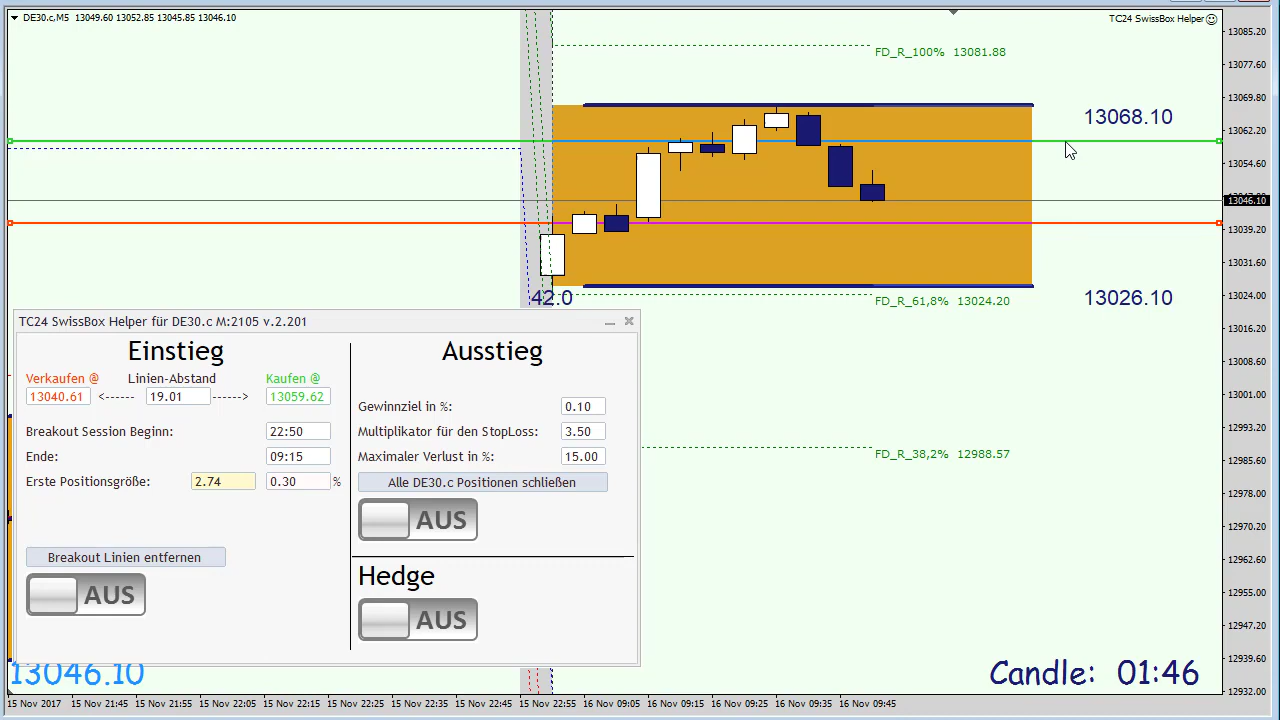 DE30.c,M5 13049.60 13052.85 13045.85 13046.10
TC24 SwissBox Helper
13085.20
FD_R_100% 13081.88
13077.60
13069.80
13068.10
13062.20
13054.60
13046.10
13039.20
13031.60
42.0
FD_R_61,8% 13024.20
13026.10
13024.00
13016.20
13008.60
13001.00
12993.20
FD_R_38,2% 12988.57
12985.60
12978.00
12970.20
12962.60
12955.00
12947.20
12939.60
12932.00
TC24 SwissBox Helper für DE30.c M:2105 v.2.201
Einstieg
Verkaufen @ Linien-Abstand Kaufen @
13040.61 <------ 19.01 ------> 13059.62
Breakout Session Beginn: 22:50
Ende: 09:15
Erste Positionsgröße: 2.74 0.30 %
Breakout Linien entfernen
AUS
Ausstieg
Gewinnziel in %: 0.10
Multiplikator für den StopLoss: 3.50
Maximaler Verlust in %: 15.00
Alle DE30.c Positionen schließen
AUS
Hedge
AUS
13046.10
Candle: 01:46
15 Nov 2017 15 Nov 21:45 15 Nov 21:55 15 Nov 22:05 15 Nov 22:15 15 Nov 22:25 15 Nov 22:35 15 Nov 22:45 15 Nov 22:55 16 Nov 09:05 16 Nov 09:15 16 Nov 09:25 16 Nov 09:35 16 Nov 09:45